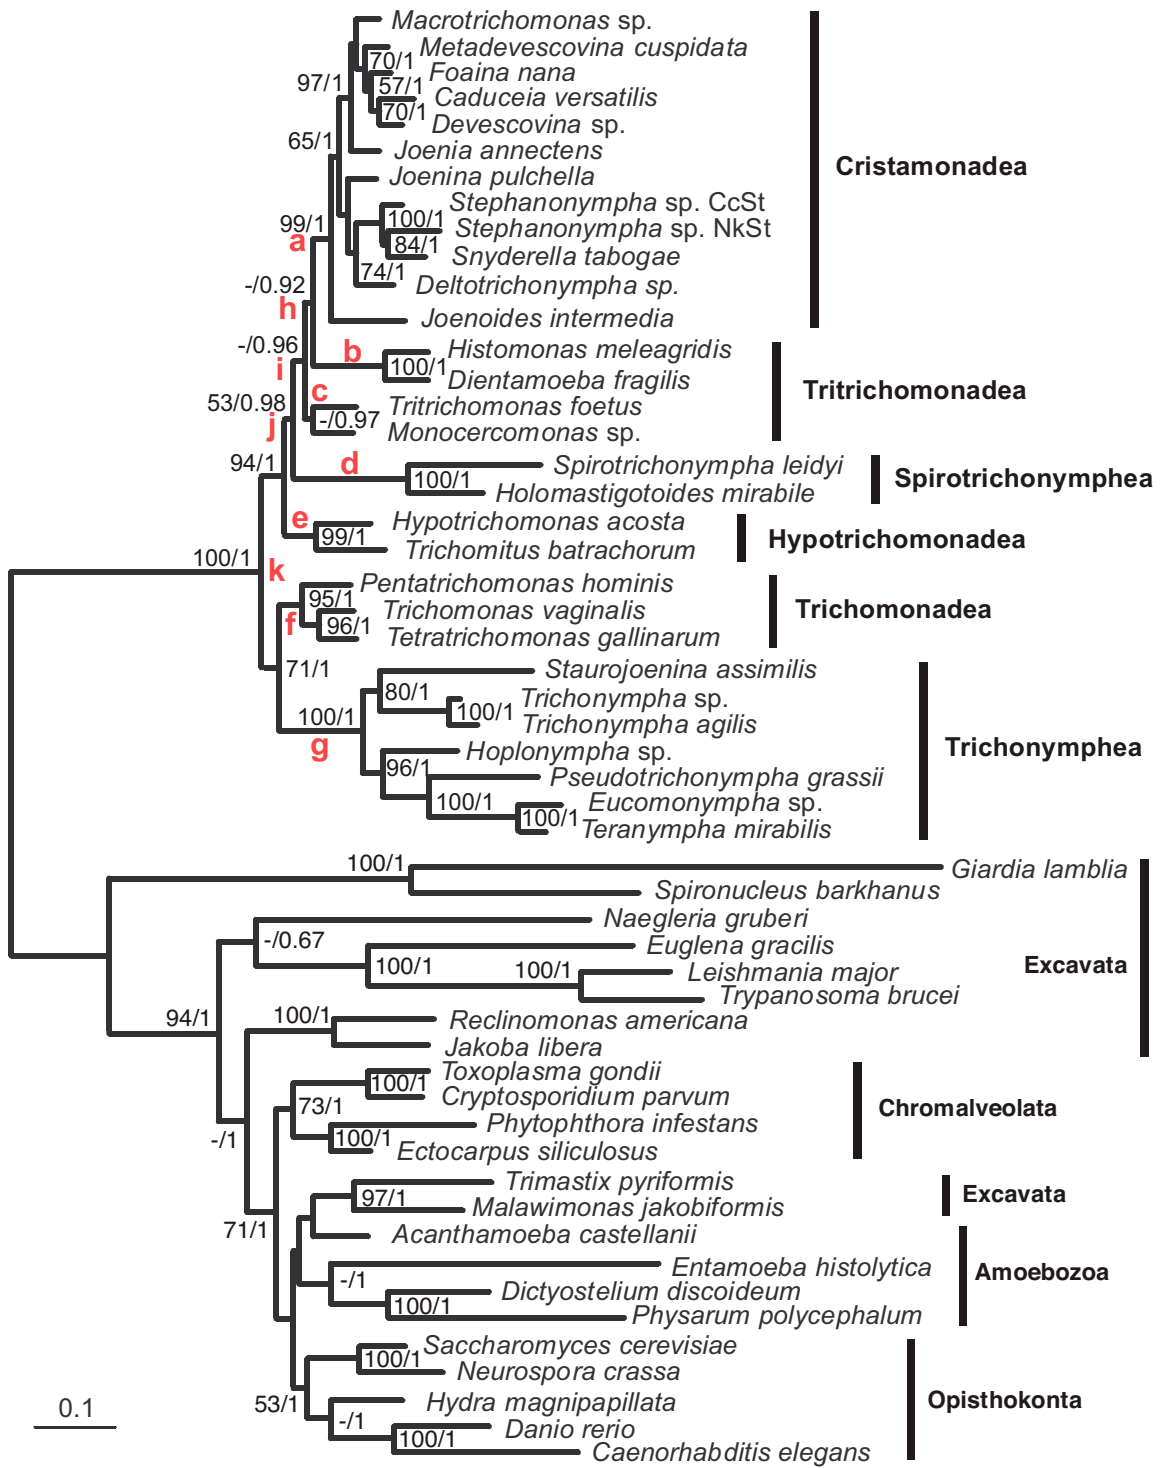 Macrotrichomonas sp.
Metadevescovina cuspidata
70/1
Foaina nana
97/1
57/1
Caduceia versatilis
70/1
Devescovina sp.
65/1
Joenia annectens
Cristamonadea
Joenina pulchella
Stephanonympha sp. CcSt
100/1
99/1
Stephanonympha sp. NkSt
a
84/1
Snyderella tabogae
74/1
-/0.92
Deltotrichonympha sp.
h
Joenoides intermedia
-/0.96
b
Histomonas meleagridis
i
100/1
Dientamoeba fragilis
Tritrichomonadea
c
53/0.98
Tritrichomonas foetus
j
-/0.97
Monocercomonas sp.
94/1
d
Spirotrichonympha leidyi
100/1
Spirotrichonymphea
Holomastigotoides mirabile
e
Hypotrichomonas acosta
99/1
Hypotrichomonadea
Trichomitus batrachorum
100/1
k
Pentatrichomonas hominis
95/1
Trichomonas vaginalis
Trichomonadea
f
96/1
Tetratrichomonas gallinarum
71/1
Staurojoenina assimilis
80/1
Trichonympha sp.
100/1
100/1
Trichonympha agilis
g
Hoplonympha sp.
Trichonymphea
96/1
Pseudotrichonympha grassii
100/1
Eucomonympha sp.
100/1
Teranympha mirabilis
100/1
Giardia lamblia
Spironucleus barkhanus
Naegleria gruberi
-/0.67
Euglena gracilis
100/1
100/1
Leishmania major
Excavata
Trypanosoma brucei
94/1
100/1
Reclinomonas americana
Jakoba libera
Toxoplasma gondii
100/1
Cryptosporidium parvum
73/1
Chromalveolata
Phytophthora infestans
-/1
100/1
Ectocarpus siliculosus
Trimastix pyriformis
97/1
Excavata
Malawimonas jakobiformis
71/1
Acanthamoeba castellanii
Entamoeba histolytica
-/1
Amoebozoa
Dictyostelium discoideum
100/1
Physarum polycephalum
Saccharomyces cerevisiae
100/1
Neurospora crassa
53/1
Hydra magnipapillata
Opisthokonta
0.1
-/1
Danio rerio
100/1
Caenorhabditis elegans